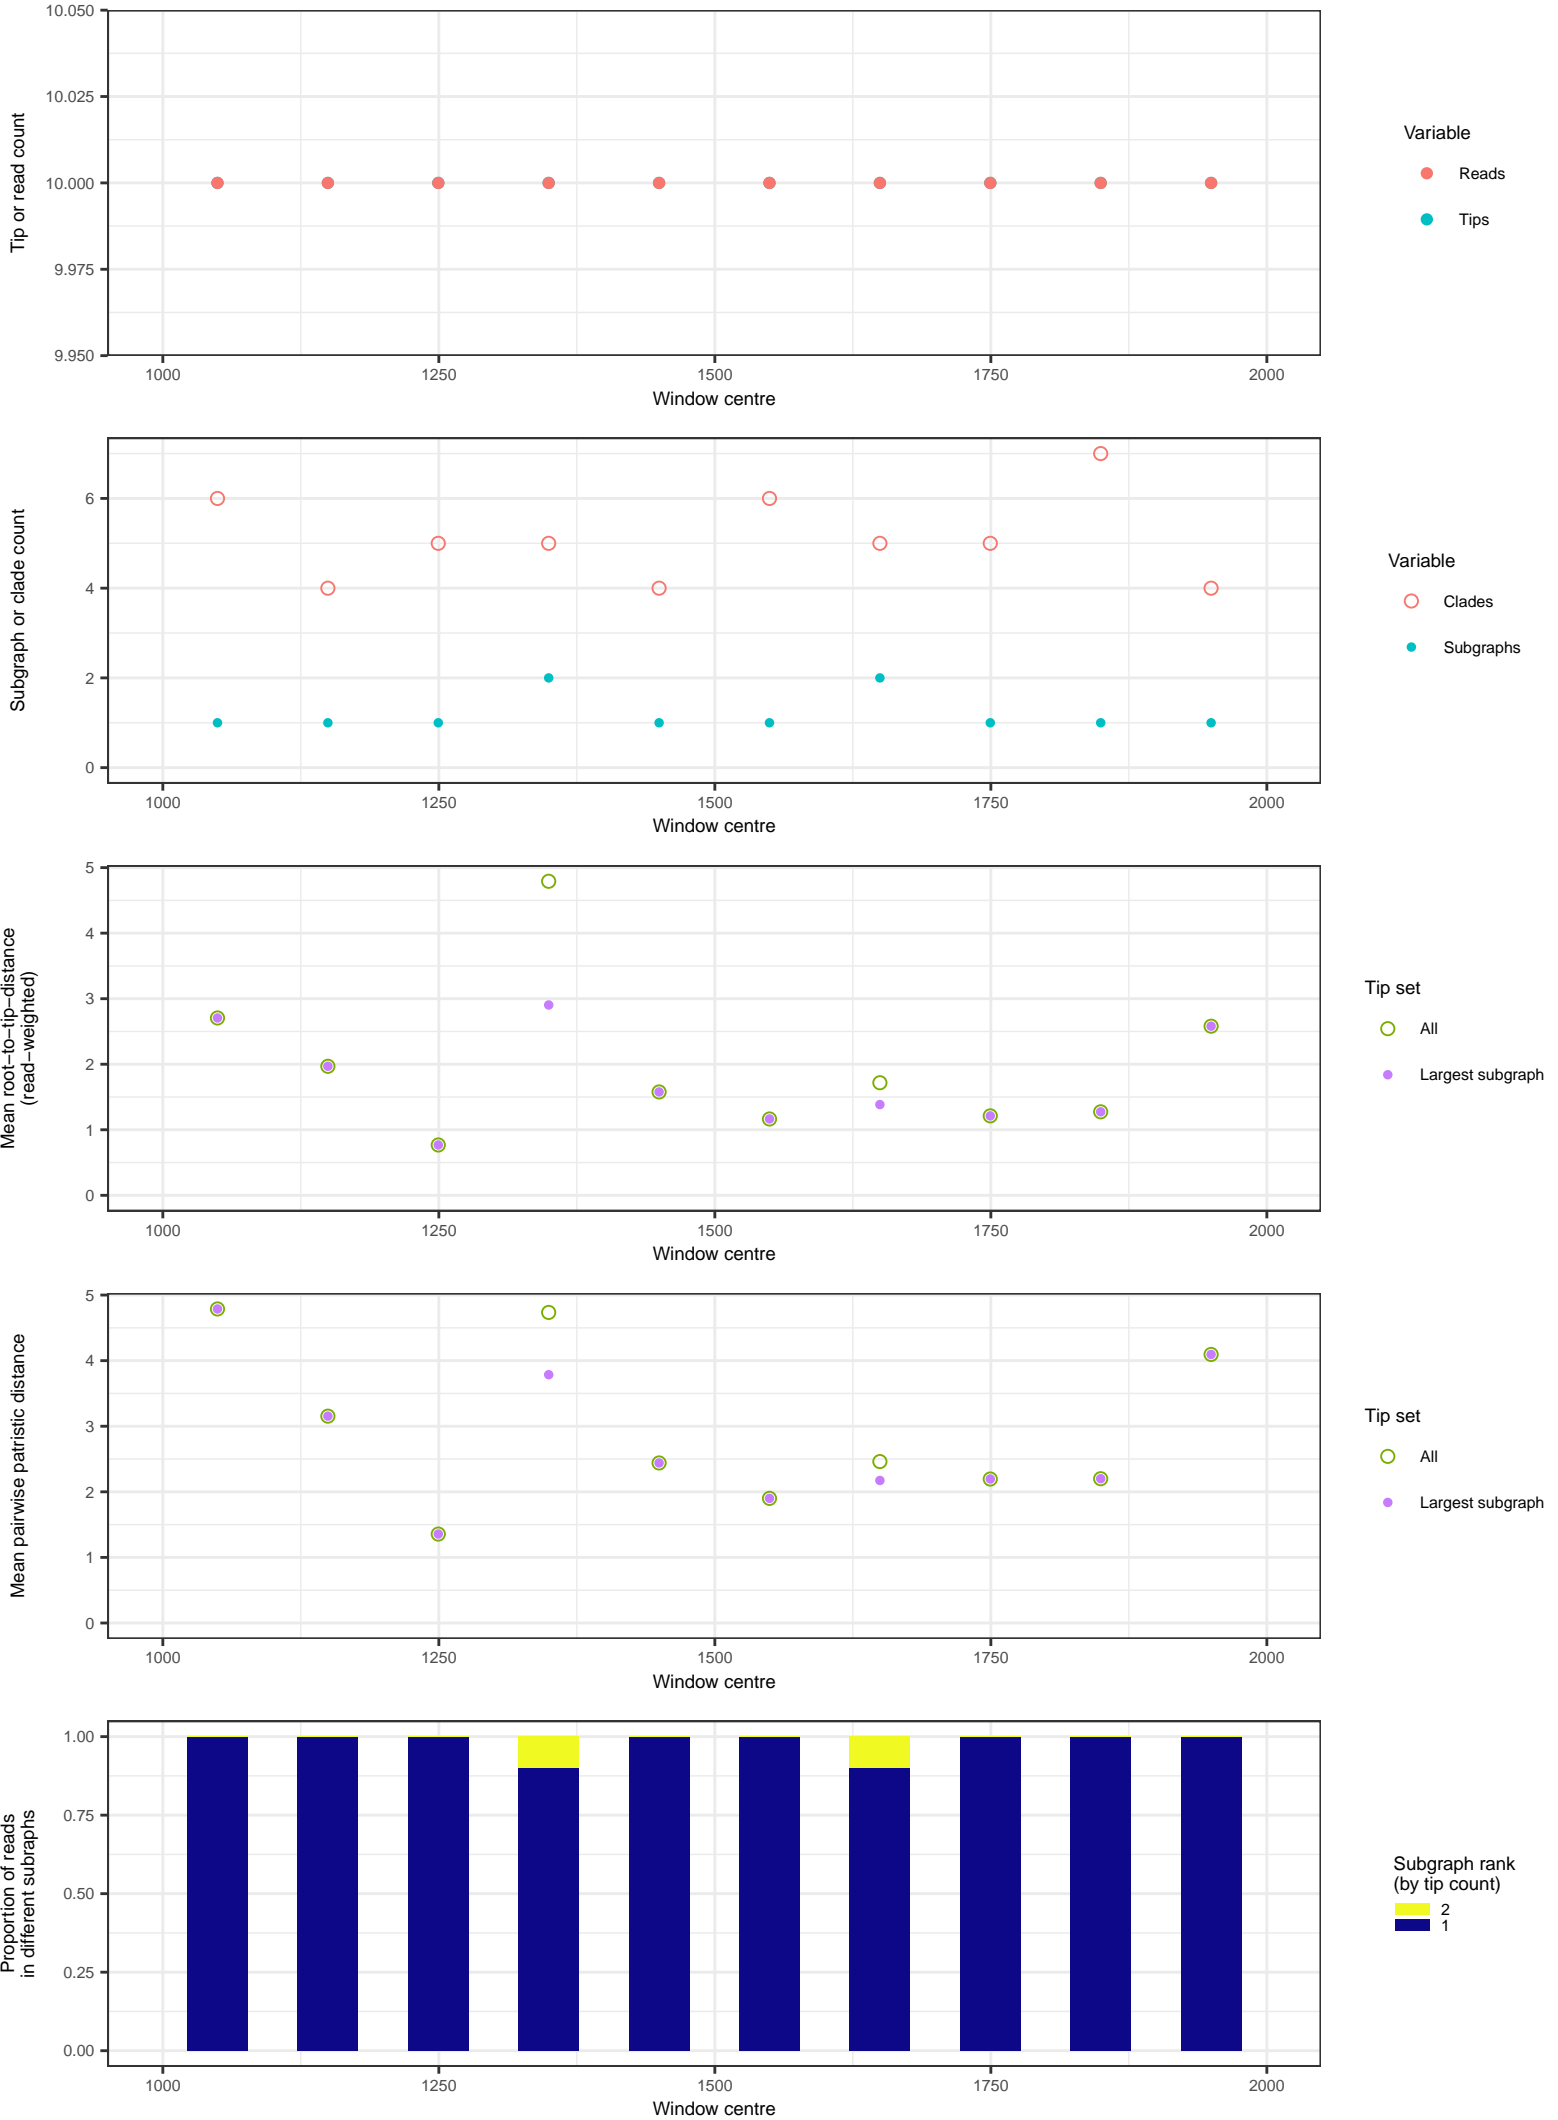 10.050
10.025
10.000
9.975
9.950
Tip or read count
1000 1250 1500 1750 2000
Window centre
Variable
Reads
Tips
6
4
2
0
Subgraph or clade count
1000 1250 1500 1750 2000
Window centre
Variable
Clades
Subgraphs
5
4
3
2
1
0
Mean root−to−tip−distance
(read−weighted)
1000 1250 1500 1750 2000
Window centre
Tip set
All
Largest subgraph
5
4
3
2
1
0
Mean pairwise patristic distance
1000 1250 1500 1750 2000
Window centre
Tip set
All
Largest subgraph
1.00
0.75
0.50
0.25
0.00
Proportion of reads
in different subraphs
1000 1250 1500 1750 2000
Window centre
Subgraph rank
(by tip count)
2
1